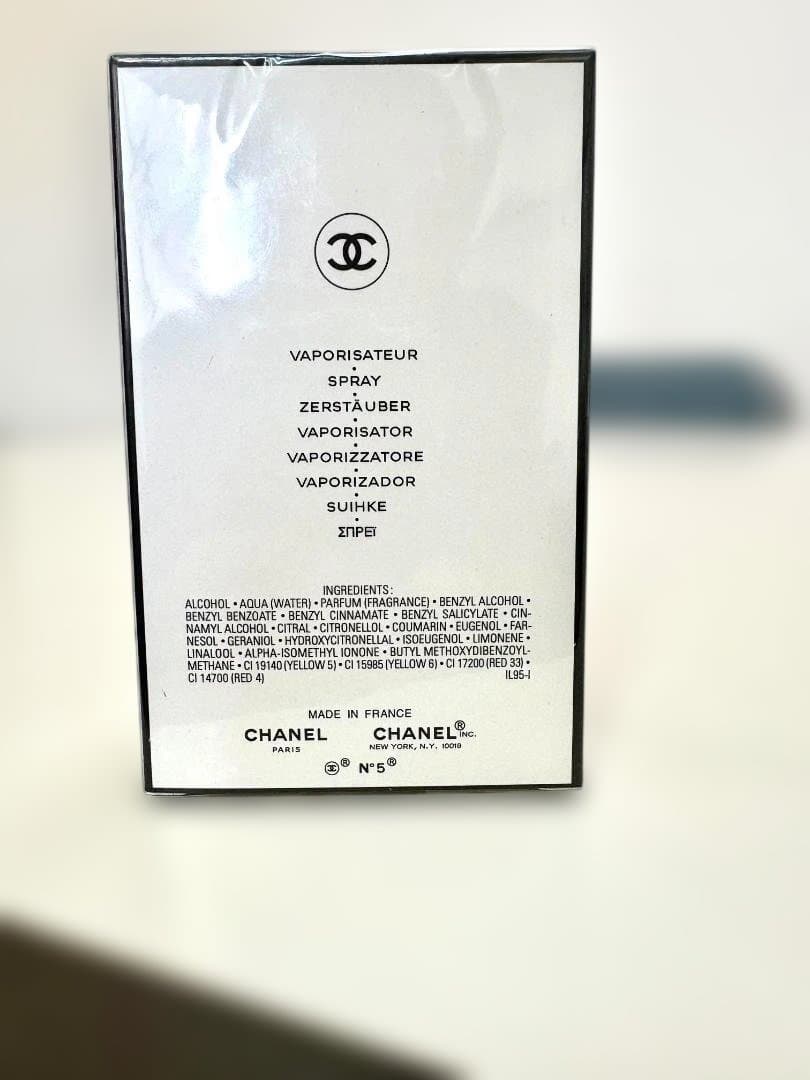 VAPORISATEUR
•
SPRAY
•
ZERSTÄUBER
•
VAPORISATOR
•
VAPORIZZATORE
•
VAPORIZADOR
•
SUIHKE
•
ΣΠΡΕΪ
INGREDIENTS:
ALCOHOL • AQUA (WATER) • PARFUM (FRAGRANCE) • BENZYL ALCOHOL •
BENZYL BENZOATE • BENZYL CINNAMATE • BENZYL SALICYLATE • CIN-
NAMYL ALCOHOL • CITRAL • CITRONELLOL • COUMARIN • EUGENOL • FAR-
NESOL • GERANIOL • HYDROXYCITRONELLAL • ISOEUGENOL • LIMONENE •
LINALOOL • ALPHA-ISOMETHYL IONONE • BUTYL METHOXYDIBENZOYL-
METHANE • CI 19140 (YELLOW 5) • CI 15985 (YELLOW 6) • CI 17200 (RED 33) •
CI 14700 (RED 4) IL95-I
MADE IN FRANCE
CHANEL CHANEL® INC.
PARIS NEW YORK, N.Y. 10019
® N°5®